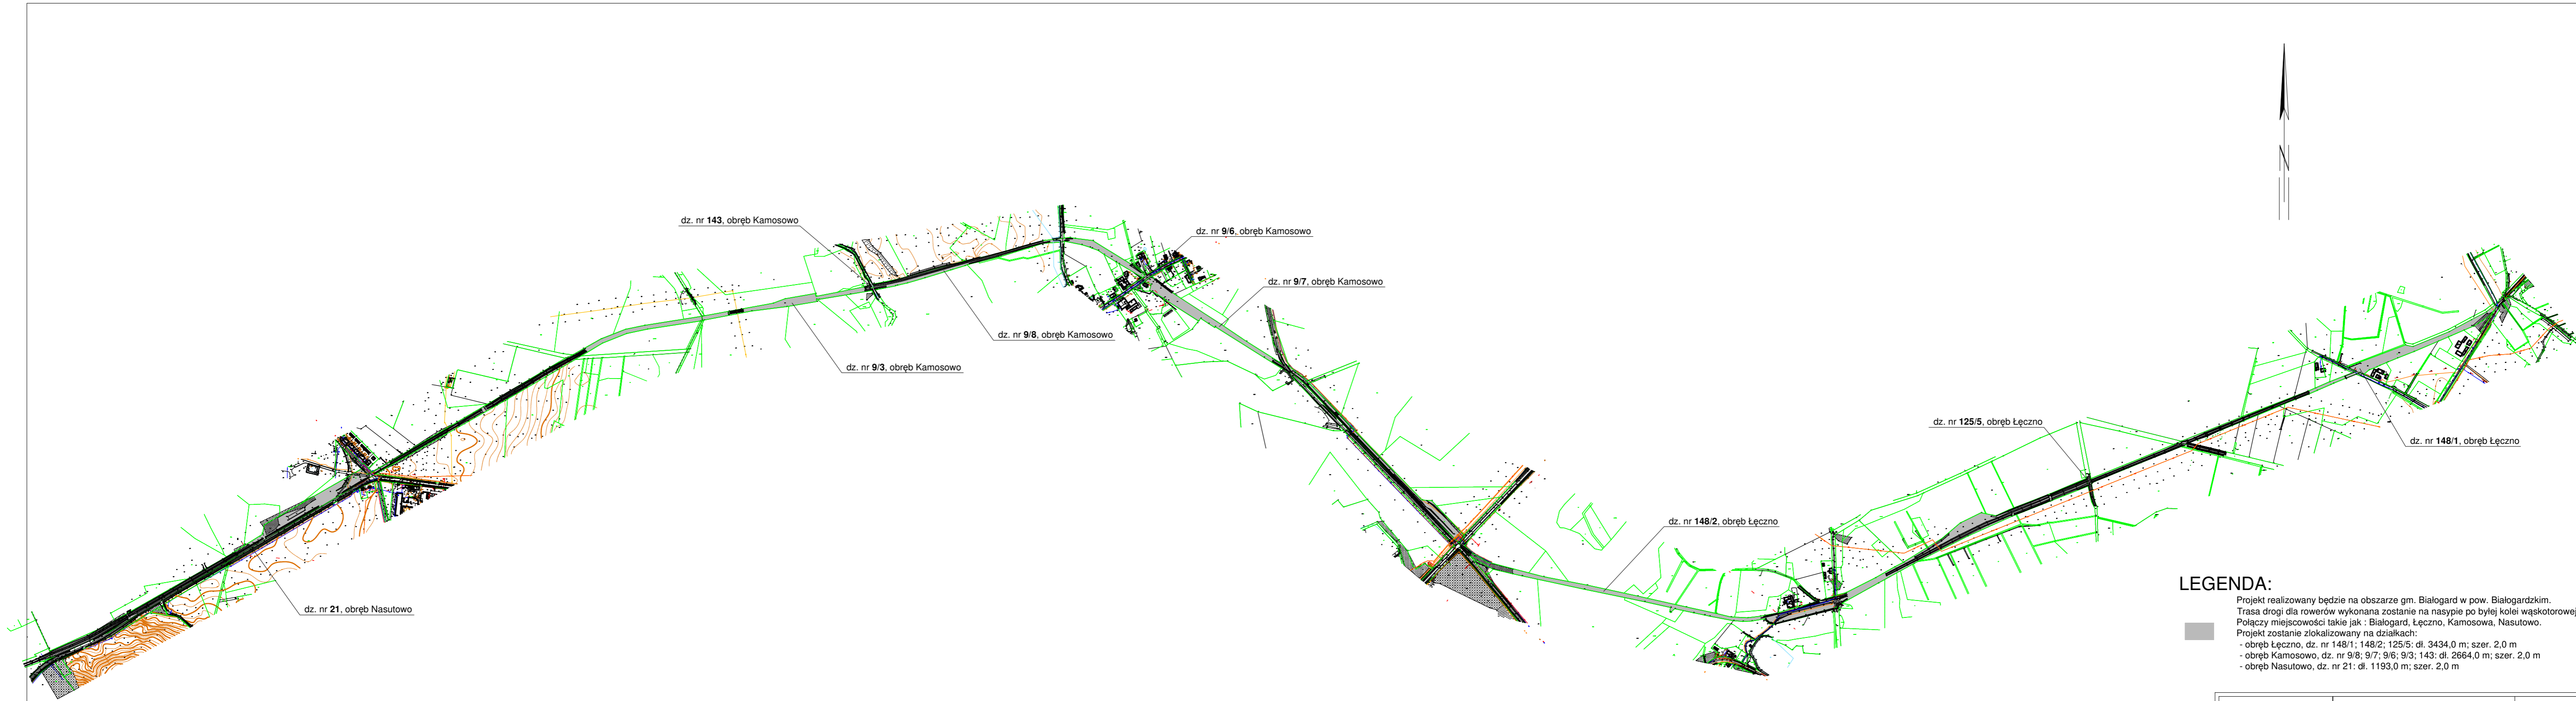 dz. nr 143, obręb Kamosowo
dz. nr 9/6, obręb Kamosowo
dz. nr 9/7, obręb Kamosowo
dz. nr 9/8, obręb Kamosowo
dz. nr 9/3, obręb Kamosowo
dz. nr 125/5, obręb Łęczno
dz. nr 148/1, obręb Łęczno
dz. nr 148/2, obręb Łęczno
dz. nr 21, obręb Nasutowo
N
LEGENDA:
Projekt realizowany będzie na obszarze gm. Białogard w pow. Białogardzkim.
Trasa drogi dla rowerów wykonana zostanie na nasypie po byłej kolei wąskotorowej
Połączy miejscowości takie jak : Białogard, Łęczno, Kamosowa, Nasutowo.
Projekt zostanie zlokalizowany na działkach:
- obręb Łęczno, dz. nr 148/1; 148/2; 125/5: dł. 3434,0 m; szer. 2,0 m
- obręb Kamosowo, dz. nr 9/8; 9/7; 9/6; 9/3; 143: dł. 2664,0 m; szer. 2,0 m
- obręb Nasutowo, dz. nr 21: dł. 1193,0 m; szer. 2,0 m